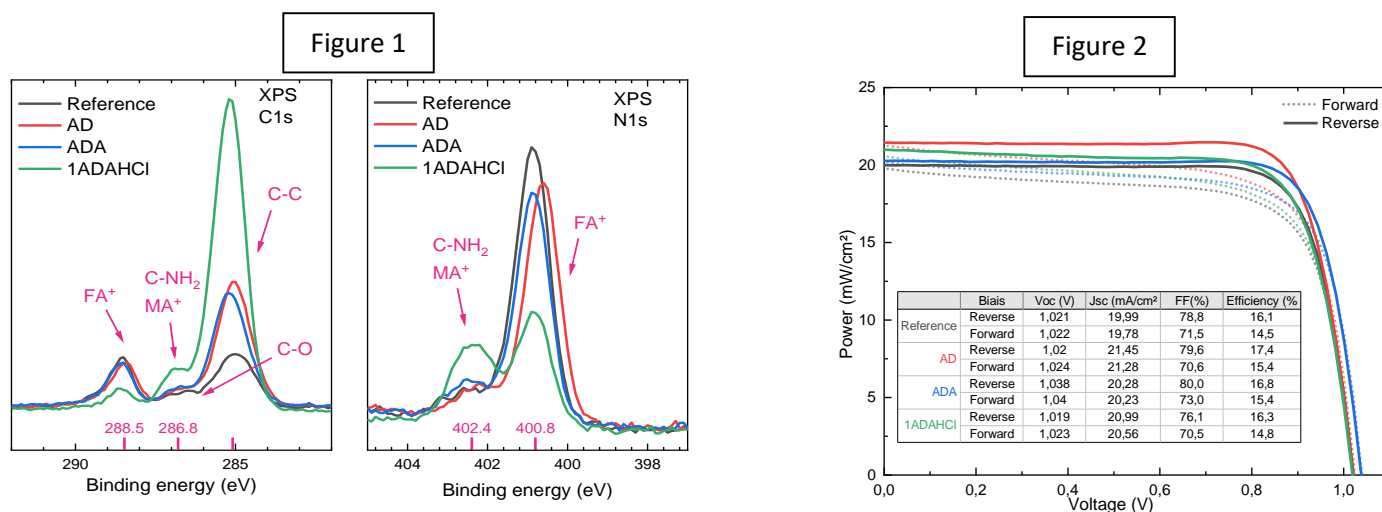 Figure 1
Reference
AD
ADA
1ADAHCl
XPS
C1s
C-C
C-NH₂
MA⁺
FA⁺
C-O
288.5 286.8
290 285
Binding energy (eV)
Reference
AD
ADA
1ADAHCl
XPS
N1s
C-NH₂
MA⁺
FA⁺
402.4 400.8
404 402 400 398
Binding energy (eV)
Figure 2
25
20
15
10
5
0
Power (mW/cm²)
Forward
Reverse
Biais Voc (V) Jsc (mA/cm² FF(%) Efficiency (%
Reference Reverse 1,021 19,99 78,8 16,1
Forward 1,022 19,78 71,5 14,5
AD Reverse 1,02 21,45 79,6 17,4
Forward 1,024 21,28 70,6 15,4
ADA Reverse 1,038 20,28 80,0 16,8
Forward 1,04 20,23 73,0 15,4
1ADAHCl Reverse 1,019 20,99 76,1 16,3
Forward 1,023 20,56 70,5 14,8
0,0 0,2 0,4 0,6 0,8 1,0
Voltage (V)